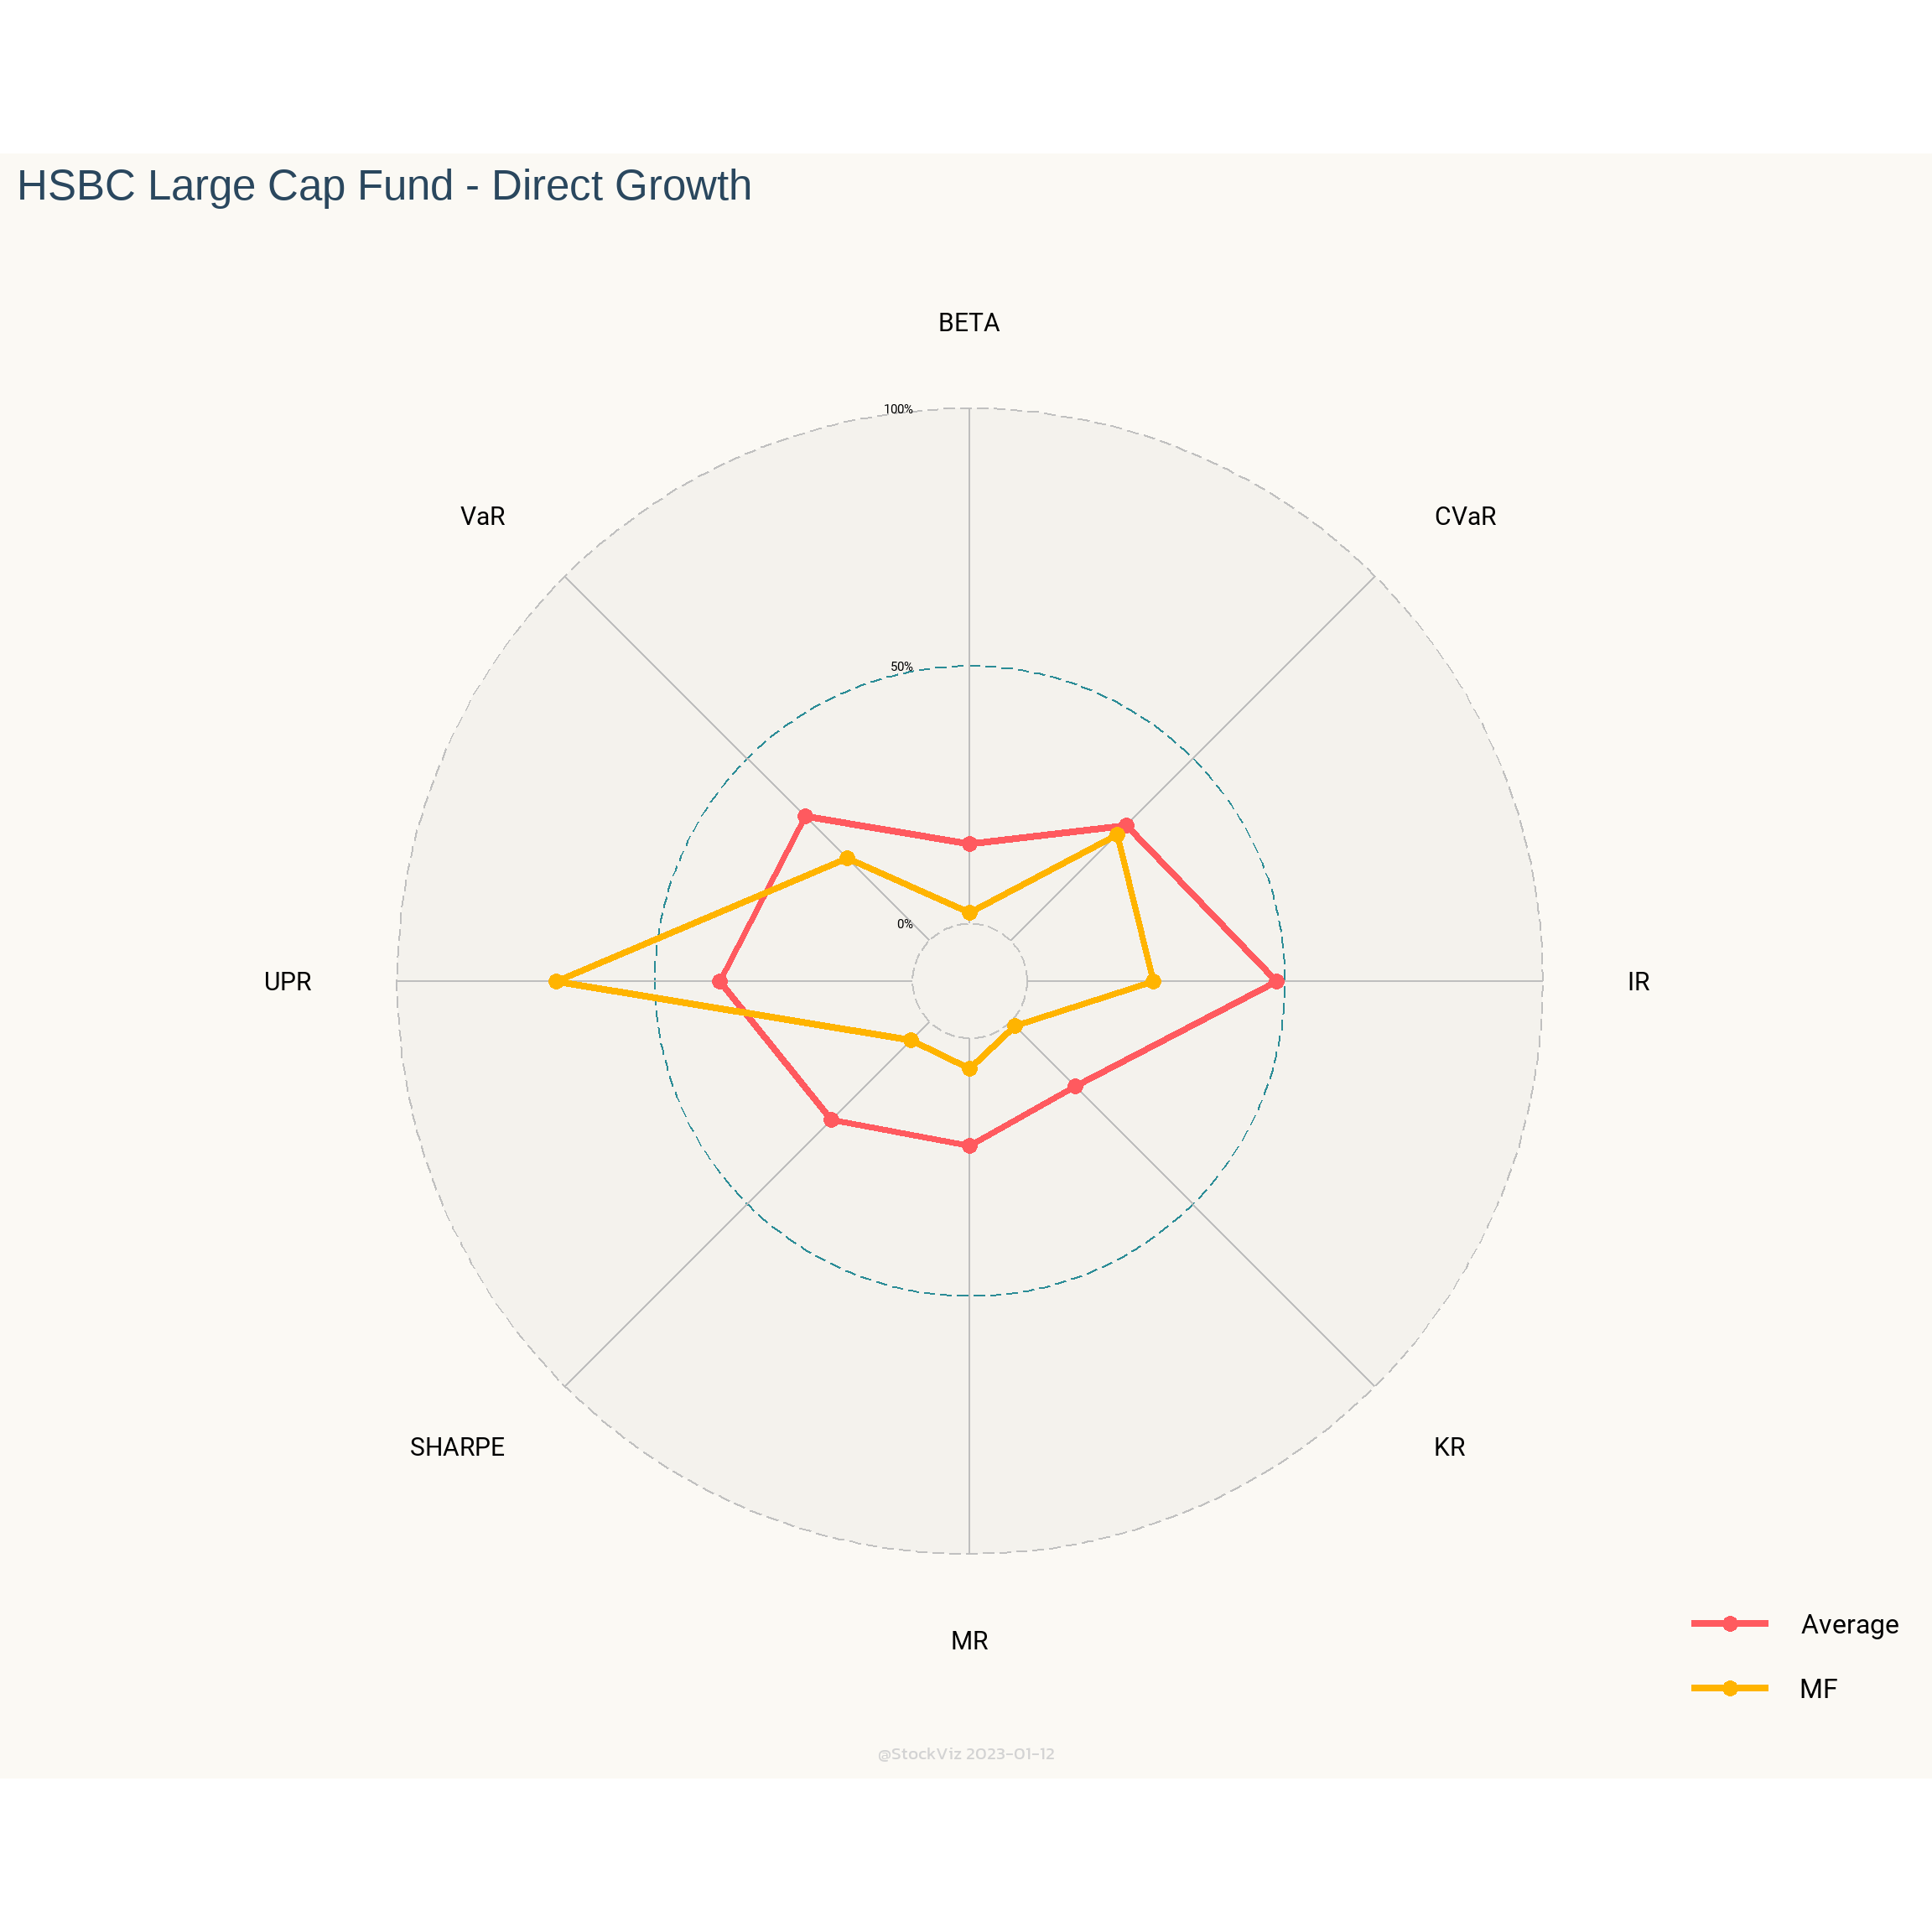 HSBC Large Cap Fund - Direct Growth
BETA
100%
VaR
CVaR
50%
0%
UPR
IR
SHARPE
KR
MR
Average
MF
@StockViz 2023-01-12